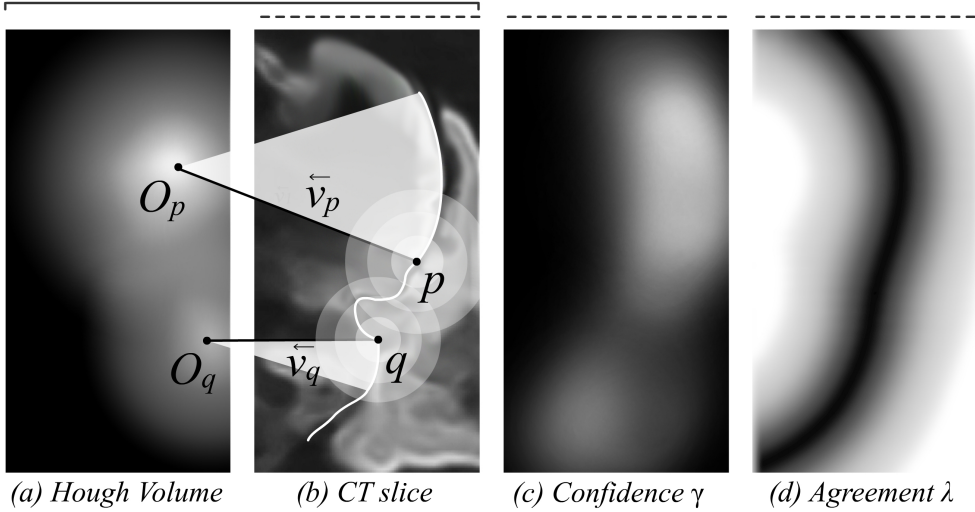 O_p
v_p
p
O_q
v_q
q
(a) Hough Volume
(b) CT slice
(c) Confidence γ
(d) Agreement λ